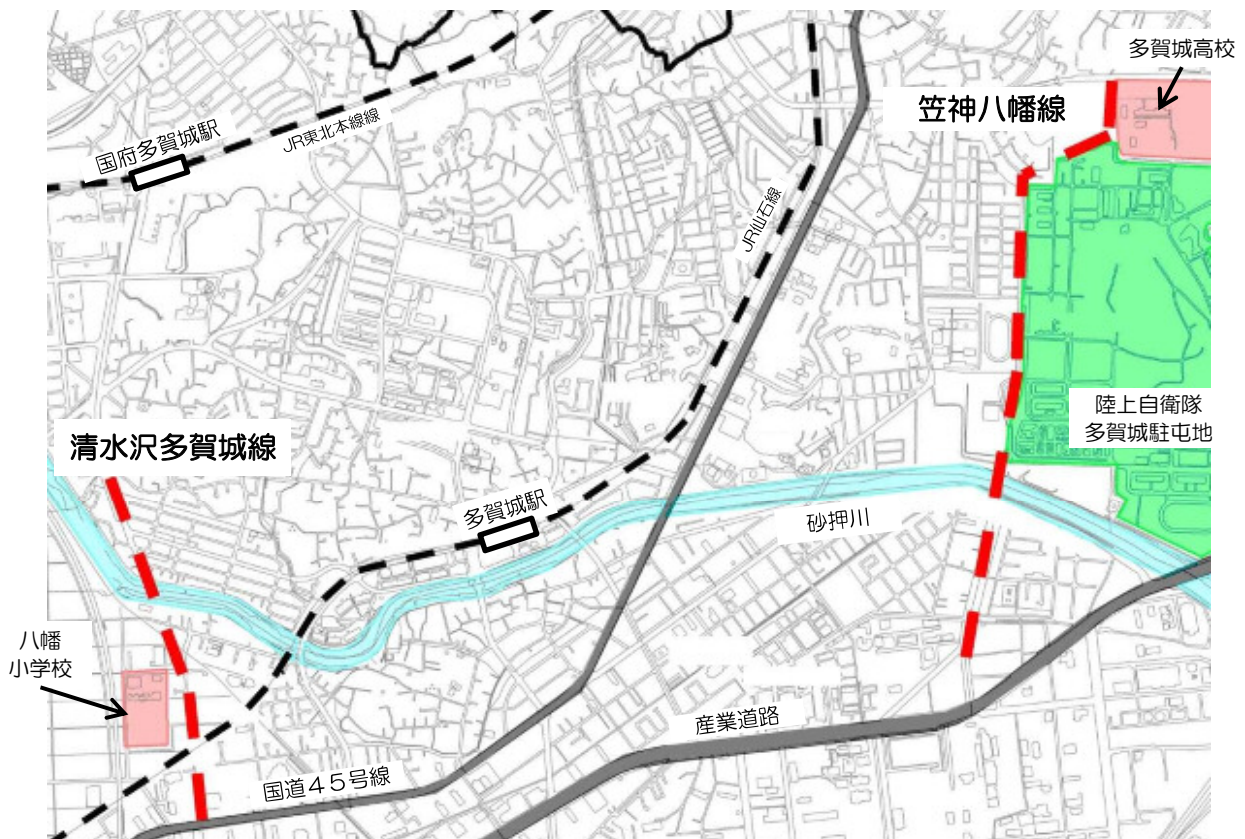 多賀城高校
笠神八幡線
国府多賀城駅
JR東北本線線
JR仙石線
陸上自衛隊
多賀城駐屯地
清水沢多賀城線
多賀城駅
砂押川
八幡
小学校
産業道路
国道45号線